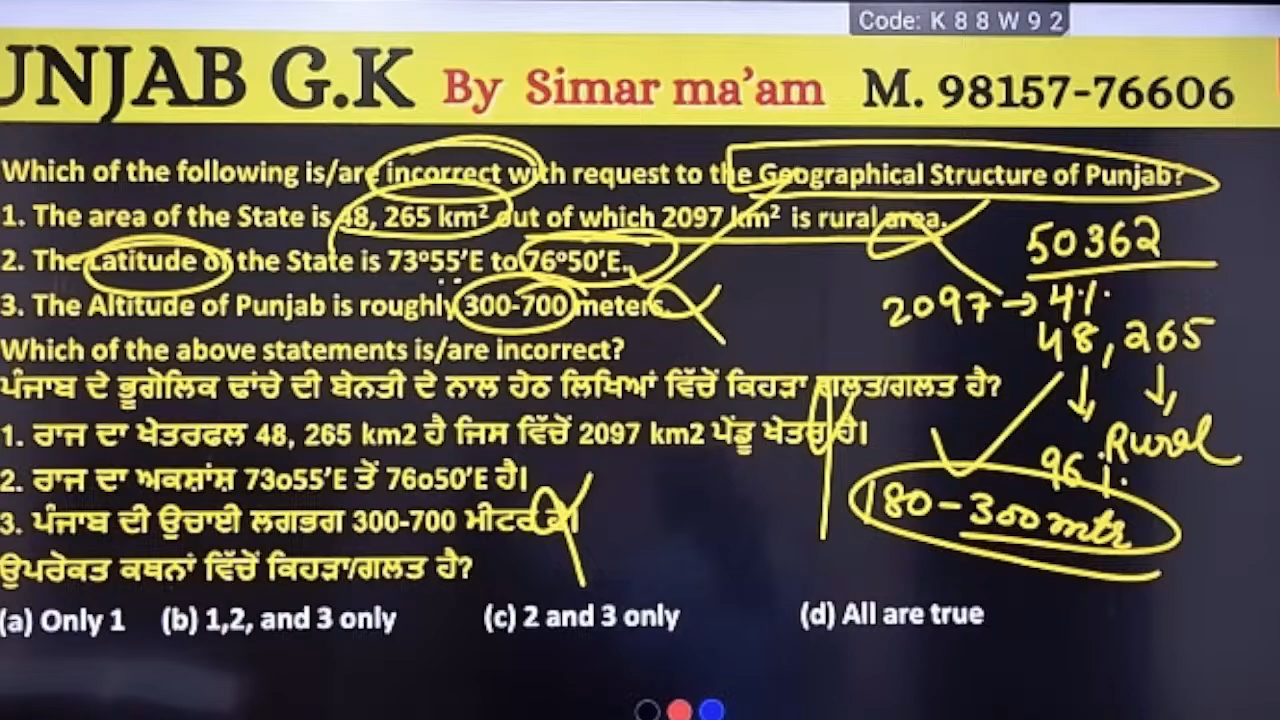 Code: K 8 8 W 9 2
UNJAB G.K By Simar ma'am M. 98157-76606
Which of the following is/are incorrect with request to the Geographical Structure of Punjab?
1. The area of the State is 48, 265 km² out of which 2097 km² is rural area.
50362
2. The Latitude of the State is 73°55′E to 76°50′E.
3. The Altitude of Punjab is roughly 300-700 meters.
2097 → 4%
48,265
Which of the above statements is/are incorrect?
ਪੰਜਾਬ ਦੇ ਭੂਗੋਲਿਕ ਢਾਂਚੇ ਦੀ ਬੇਨਤੀ ਦੇ ਨਾਲ ਹੇਠ ਲਿਖਿਆਂ ਵਿੱਚੋਂ ਕਿਹੜਾ ਗਲਤ/ਗਲਤ ਹੈ?
1. ਰਾਜ ਦਾ ਖੇਤਰਫਲ 48, 265 km2 ਹੈ ਜਿਸ ਵਿੱਚੋਂ 2097 km2 ਪੇਂਡੂ ਖੇਤਰ ਹੈ।
Rural
96%
2. ਰਾਜ ਦਾ ਅਕਸ਼ਾਂਸ਼ 73o55′E ਤੋਂ 76o50′E ਹੈ।
180-300 mtr
3. ਪੰਜਾਬ ਦੀ ਉਚਾਈ ਲਗਭਗ 300-700 ਮੀਟਰ ਹੈ।
ਉਪਰੋਕਤ ਕਥਨਾਂ ਵਿੱਚੋਂ ਕਿਹੜਾ/ਗਲਤ ਹੈ?
(a) Only 1 (b) 1,2, and 3 only (c) 2 and 3 only (d) All are true